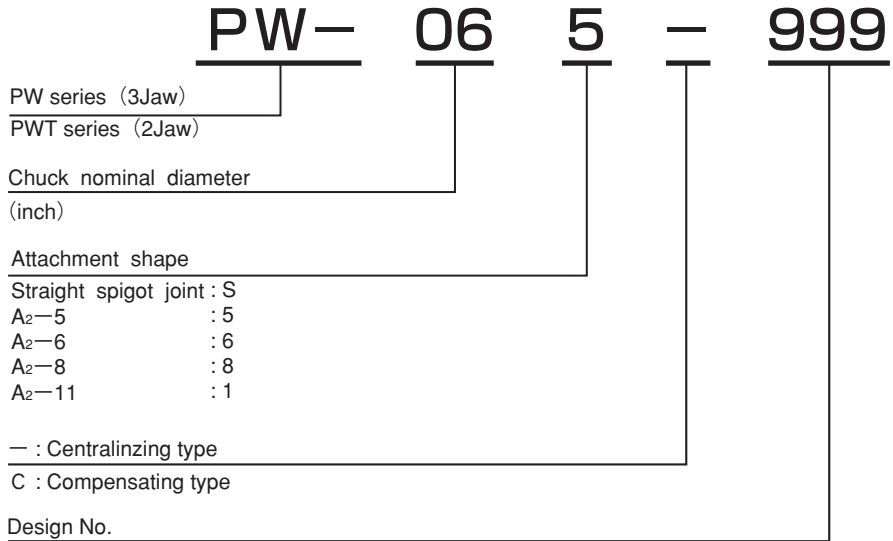 PW－ 06 5 － 999
PW series（3Jaw）
PWT series（2Jaw）
Chuck nominal diameter
（inch）
Attachment shape
Straight spigot joint : S
A₂－5 : 5
A₂－6 : 6
A₂－8 : 8
A₂－11 : 1
－ : Centralinzing type
C : Compensating type
Design No.